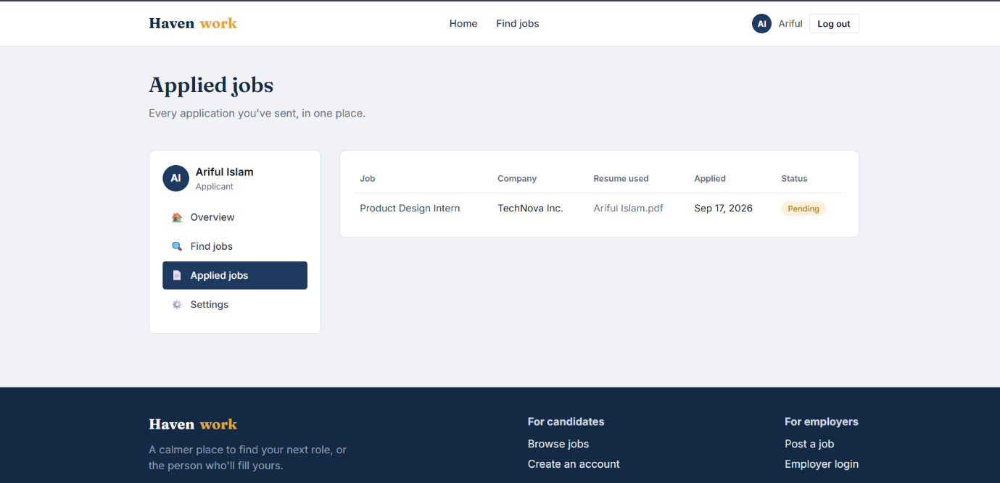 Haven work
Home
Find jobs
AI
Ariful
Log out
Applied jobs
Every application you've sent, in one place.
AI
Ariful Islam
Applicant
Overview
Find jobs
Applied jobs
Settings
Job Company Resume used Applied Status
Product Design Intern TechNova Inc. Ariful Islam.pdf Sep 17, 2026 Pending
Haven work
A calmer place to find your next role, or
the person who'll fill yours.
For candidates
Browse jobs
Create an account
For employers
Post a job
Employer login